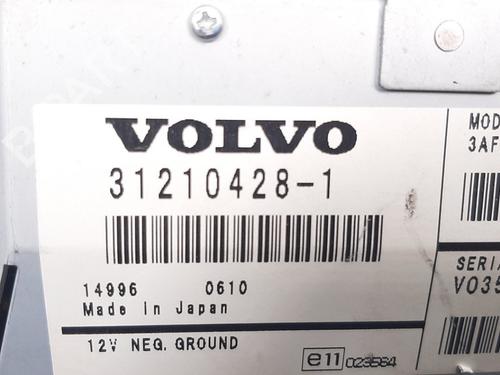 VOLVO
31210428-1
14996 0610
Made in Japan
12V NEG. GROUND
e11 023564
MOD
3AF
SERIA
VO35